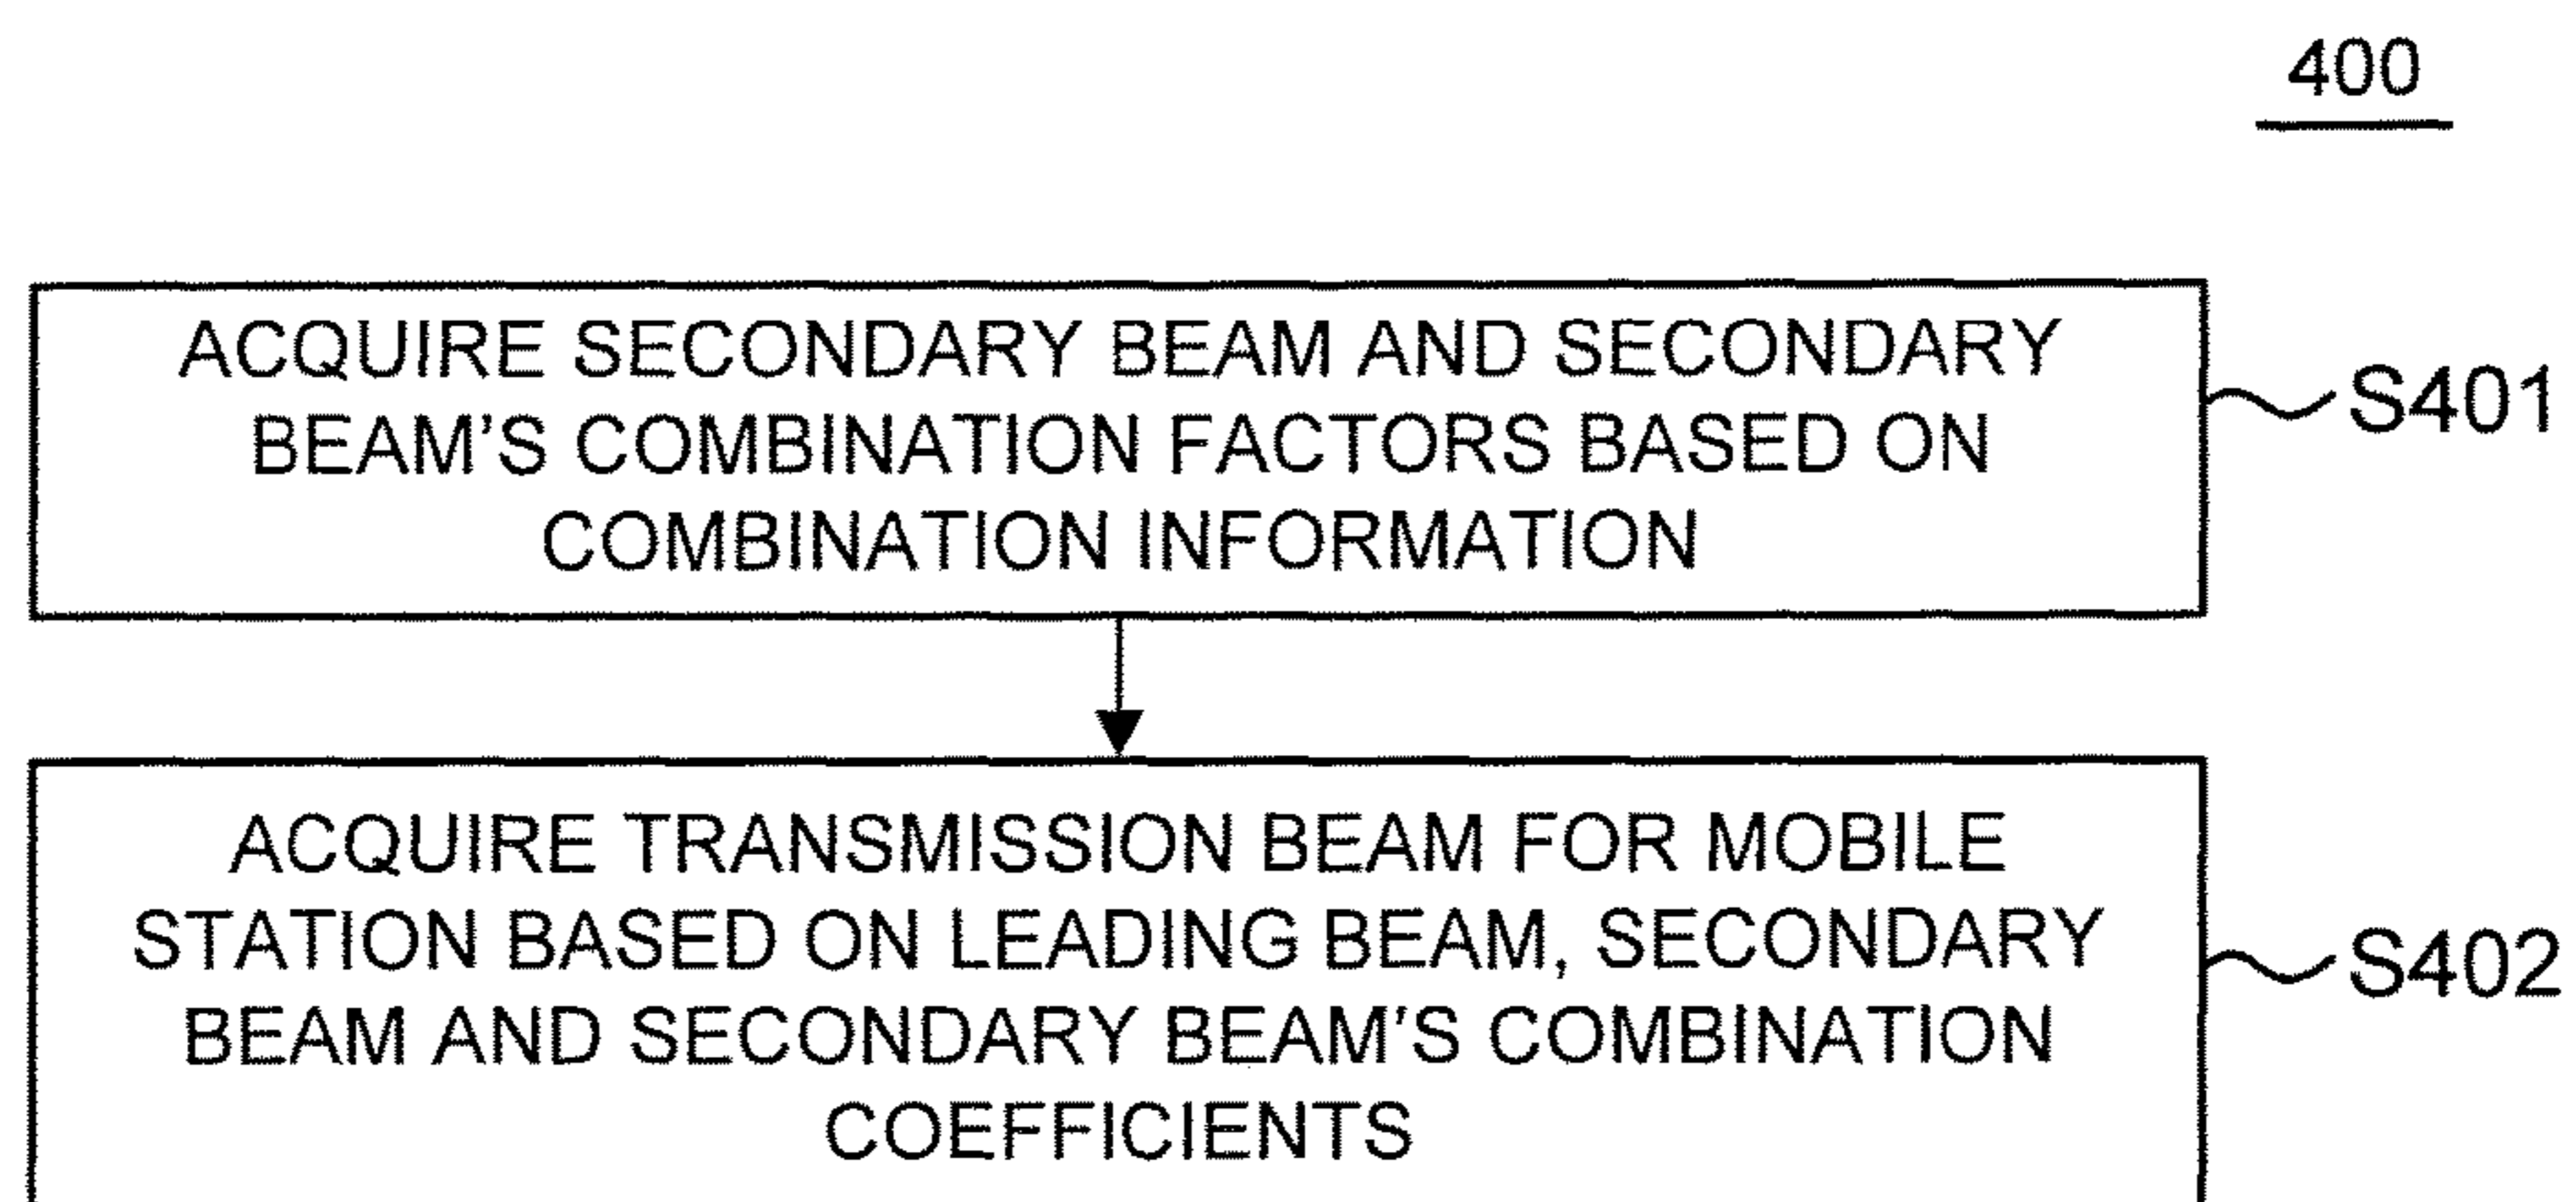 400
ACQUIRE SECONDARY BEAM AND SECONDARY
BEAM'S COMBINATION FACTORS BASED ON
COMBINATION INFORMATION
S401
ACQUIRE TRANSMISSION BEAM FOR MOBILE
STATION BASED ON LEADING BEAM, SECONDARY
BEAM AND SECONDARY BEAM'S COMBINATION
COEFFICIENTS
S402